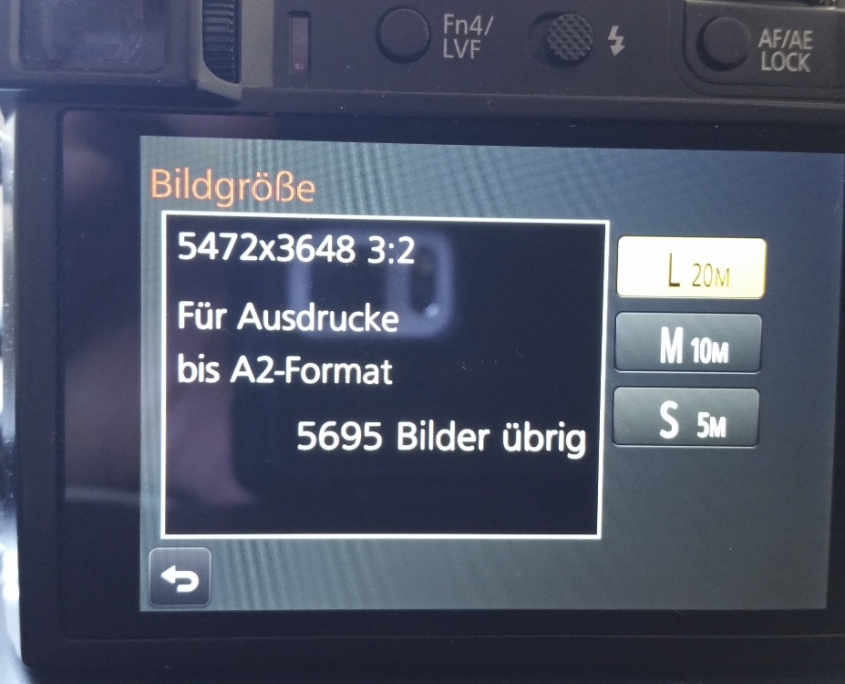 Fn4/
LVF
AF/AE
LOCK
Bildgröße
5472x3648 3:2
Für Ausdrucke
bis A2-Format
5695 Bilder übrig
L 20M
M 10M
S 5M